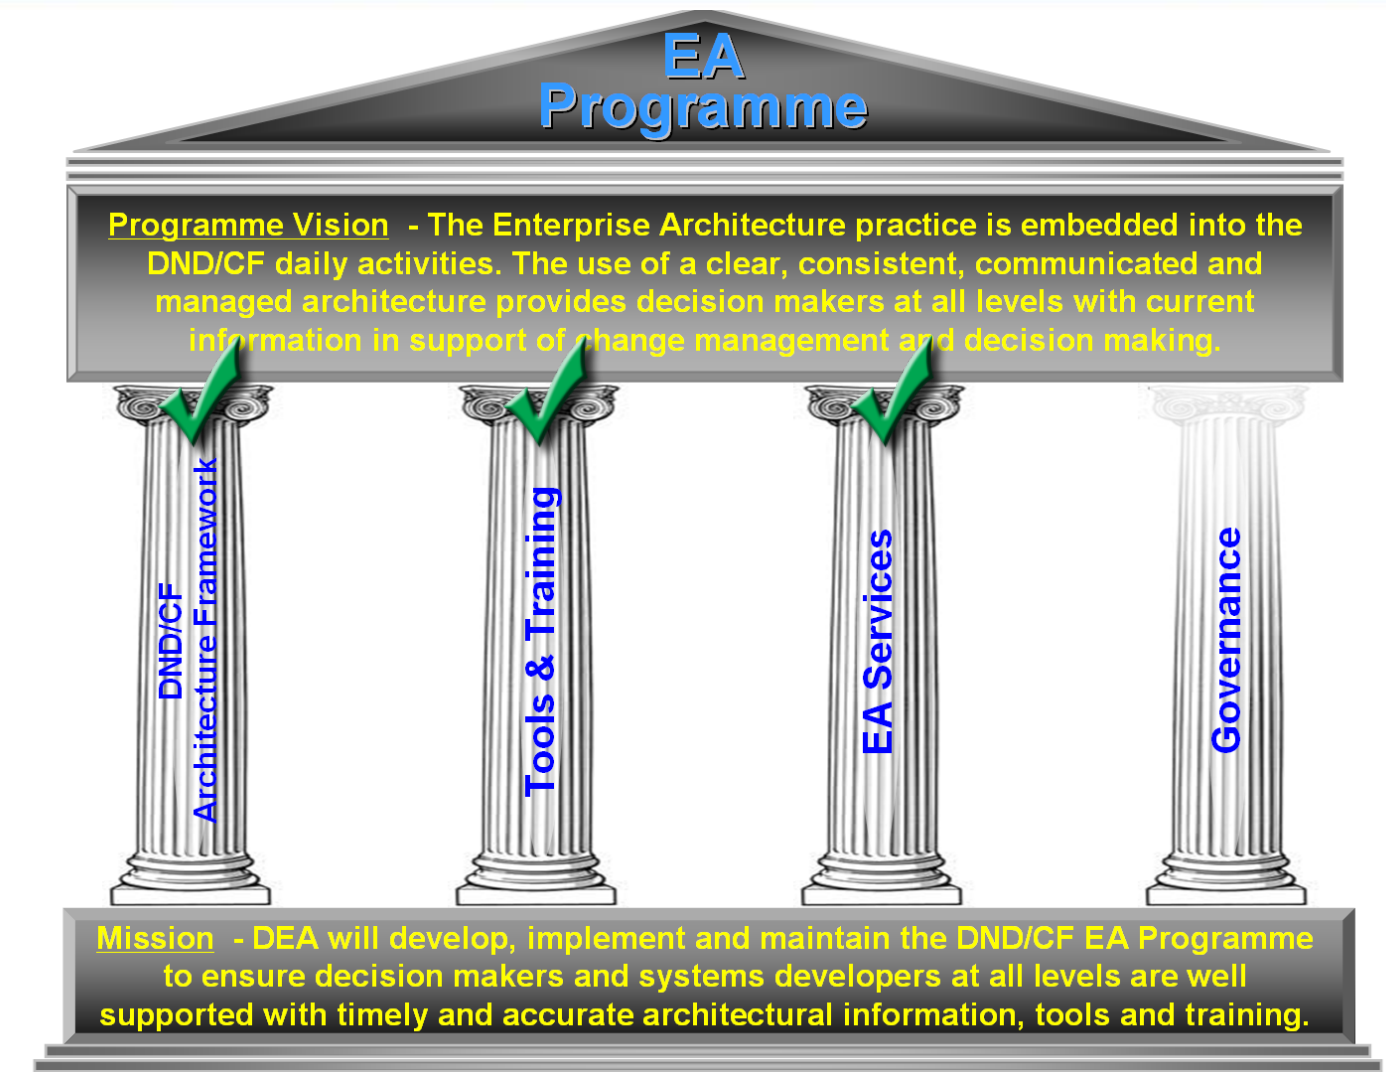 EA
Programme
Programme Vision - The Enterprise Architecture practice is embedded into the
DND/CF daily activities. The use of a clear, consistent, communicated and
managed architecture provides decision makers at all levels with current
information in support of change management and decision making.
DND/CF
Architecture Framework
Tools & Training
EA Services
Governance
Mission - DEA will develop, implement and maintain the DND/CF EA Programme
to ensure decision makers and systems developers at all levels are well
supported with timely and accurate architectural information, tools and training.